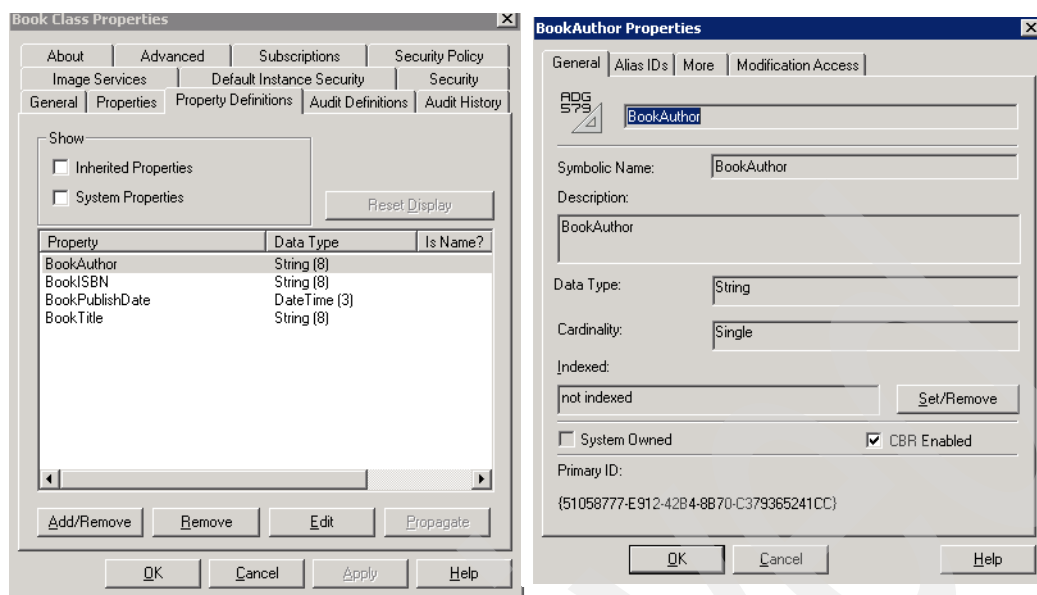 Book Class Properties
About Advanced Subscriptions Security Policy
Image Services Default Instance Security Security
General Properties Property Definitions Audit Definitions Audit History
Show
Inherited Properties
System Properties
Reset Display
Property Data Type Is Name?
BookAuthor String (8)
BookISBN String (8)
BookPublishDate DateTime (3)
BookTitle String (8)
Add/Remove Remove Edit Propagate
OK Cancel Apply Help
BookAuthor Properties
General Alias IDs More Modification Access
ADG
579
BookAuthor
Symbolic Name: BookAuthor
Description:
BookAuthor
Data Type: String
Cardinality: Single
Indexed:
not indexed Set/Remove
System Owned CBR Enabled
Primary ID:
{51058777-E912-42B4-8B70-C379365241CC}
OK Cancel Help